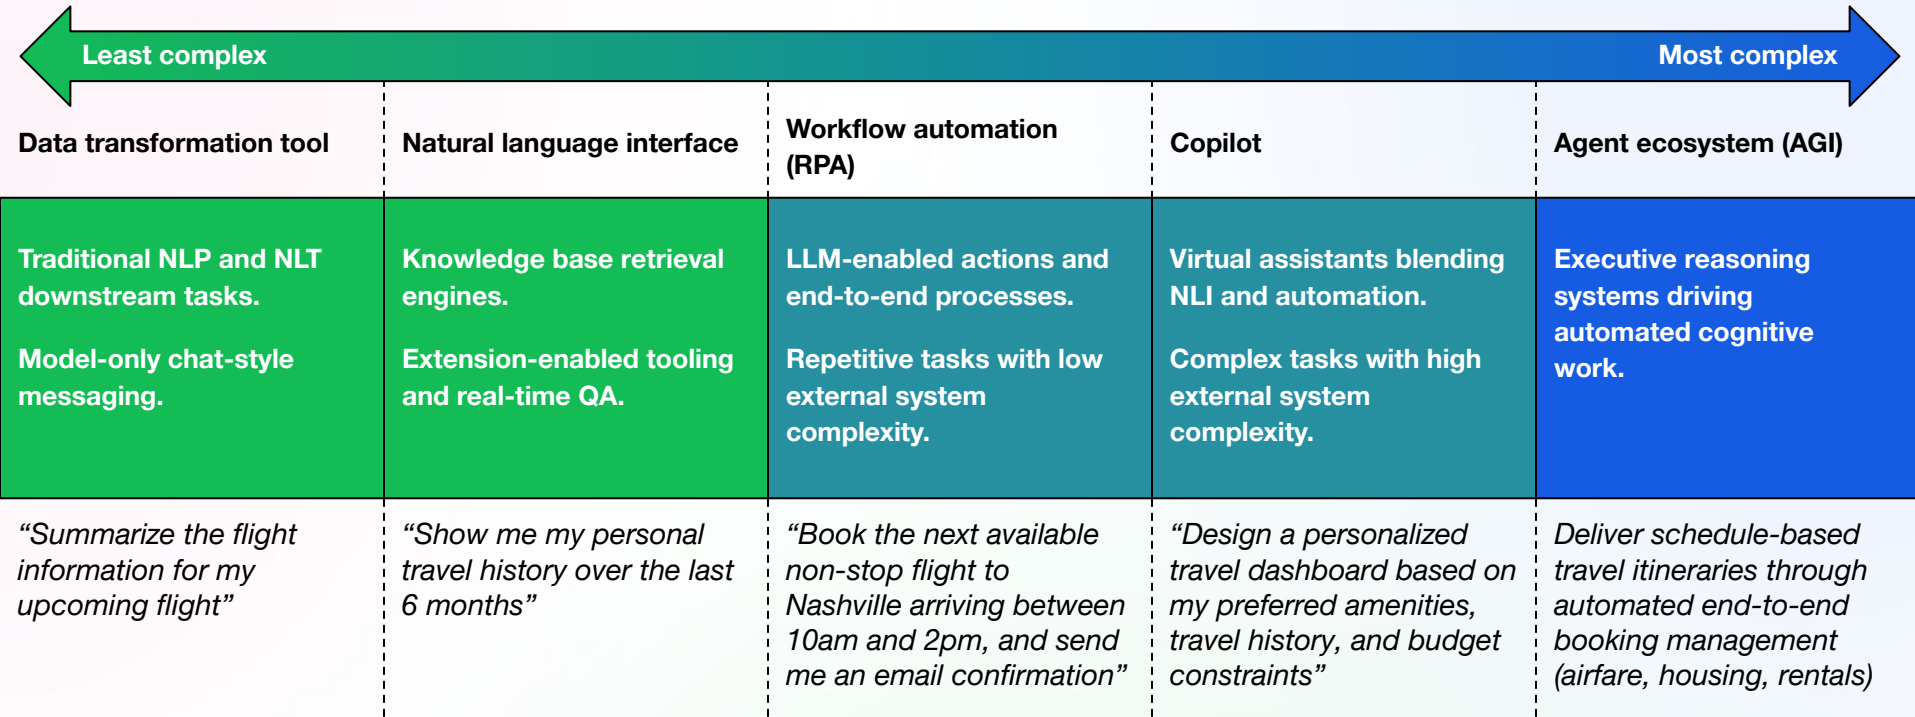 Least complex
Most complex
Data transformation tool
Natural language interface
Workflow automation
(RPA)
Copilot
Agent ecosystem (AGI)
Traditional NLP and NLT
downstream tasks.
Model-only chat-style
messaging.
Knowledge base retrieval
engines.
Extension-enabled tooling
and real-time QA.
LLM-enabled actions and
end-to-end processes.
Repetitive tasks with low
external system
complexity.
Virtual assistants blending
NLI and automation.
Complex tasks with high
external system
complexity.
Executive reasoning
systems driving
automated cognitive
work.
“Summarize the flight
information for my
upcoming flight”
“Show me my personal
travel history over the last
6 months”
“Book the next available
non-stop flight to
Nashville arriving between
10am and 2pm, and send
me an email confirmation”
“Design a personalized
travel dashboard based on
my preferred amenities,
travel history, and budget
constraints”
Deliver schedule-based
travel itineraries through
automated end-to-end
booking management
(airfare, housing, rentals)